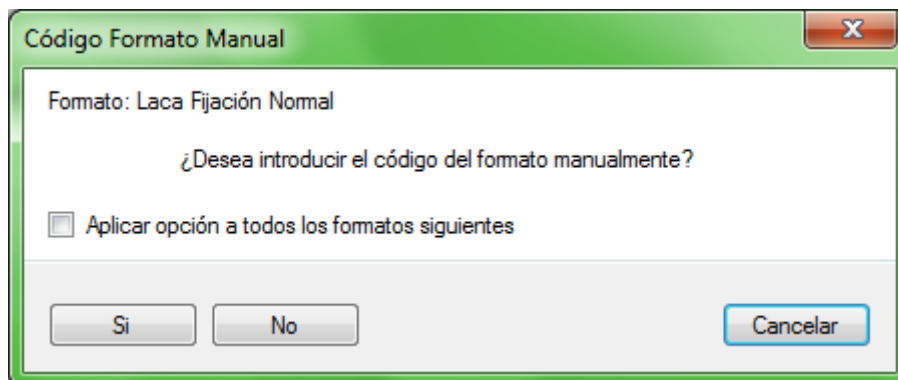 Código Formato Manual
Formato: Laca Fijación Normal
¿Desea introducir el código del formato manualmente?
Aplicar opción a todos los formatos siguientes
Si
No
Cancelar